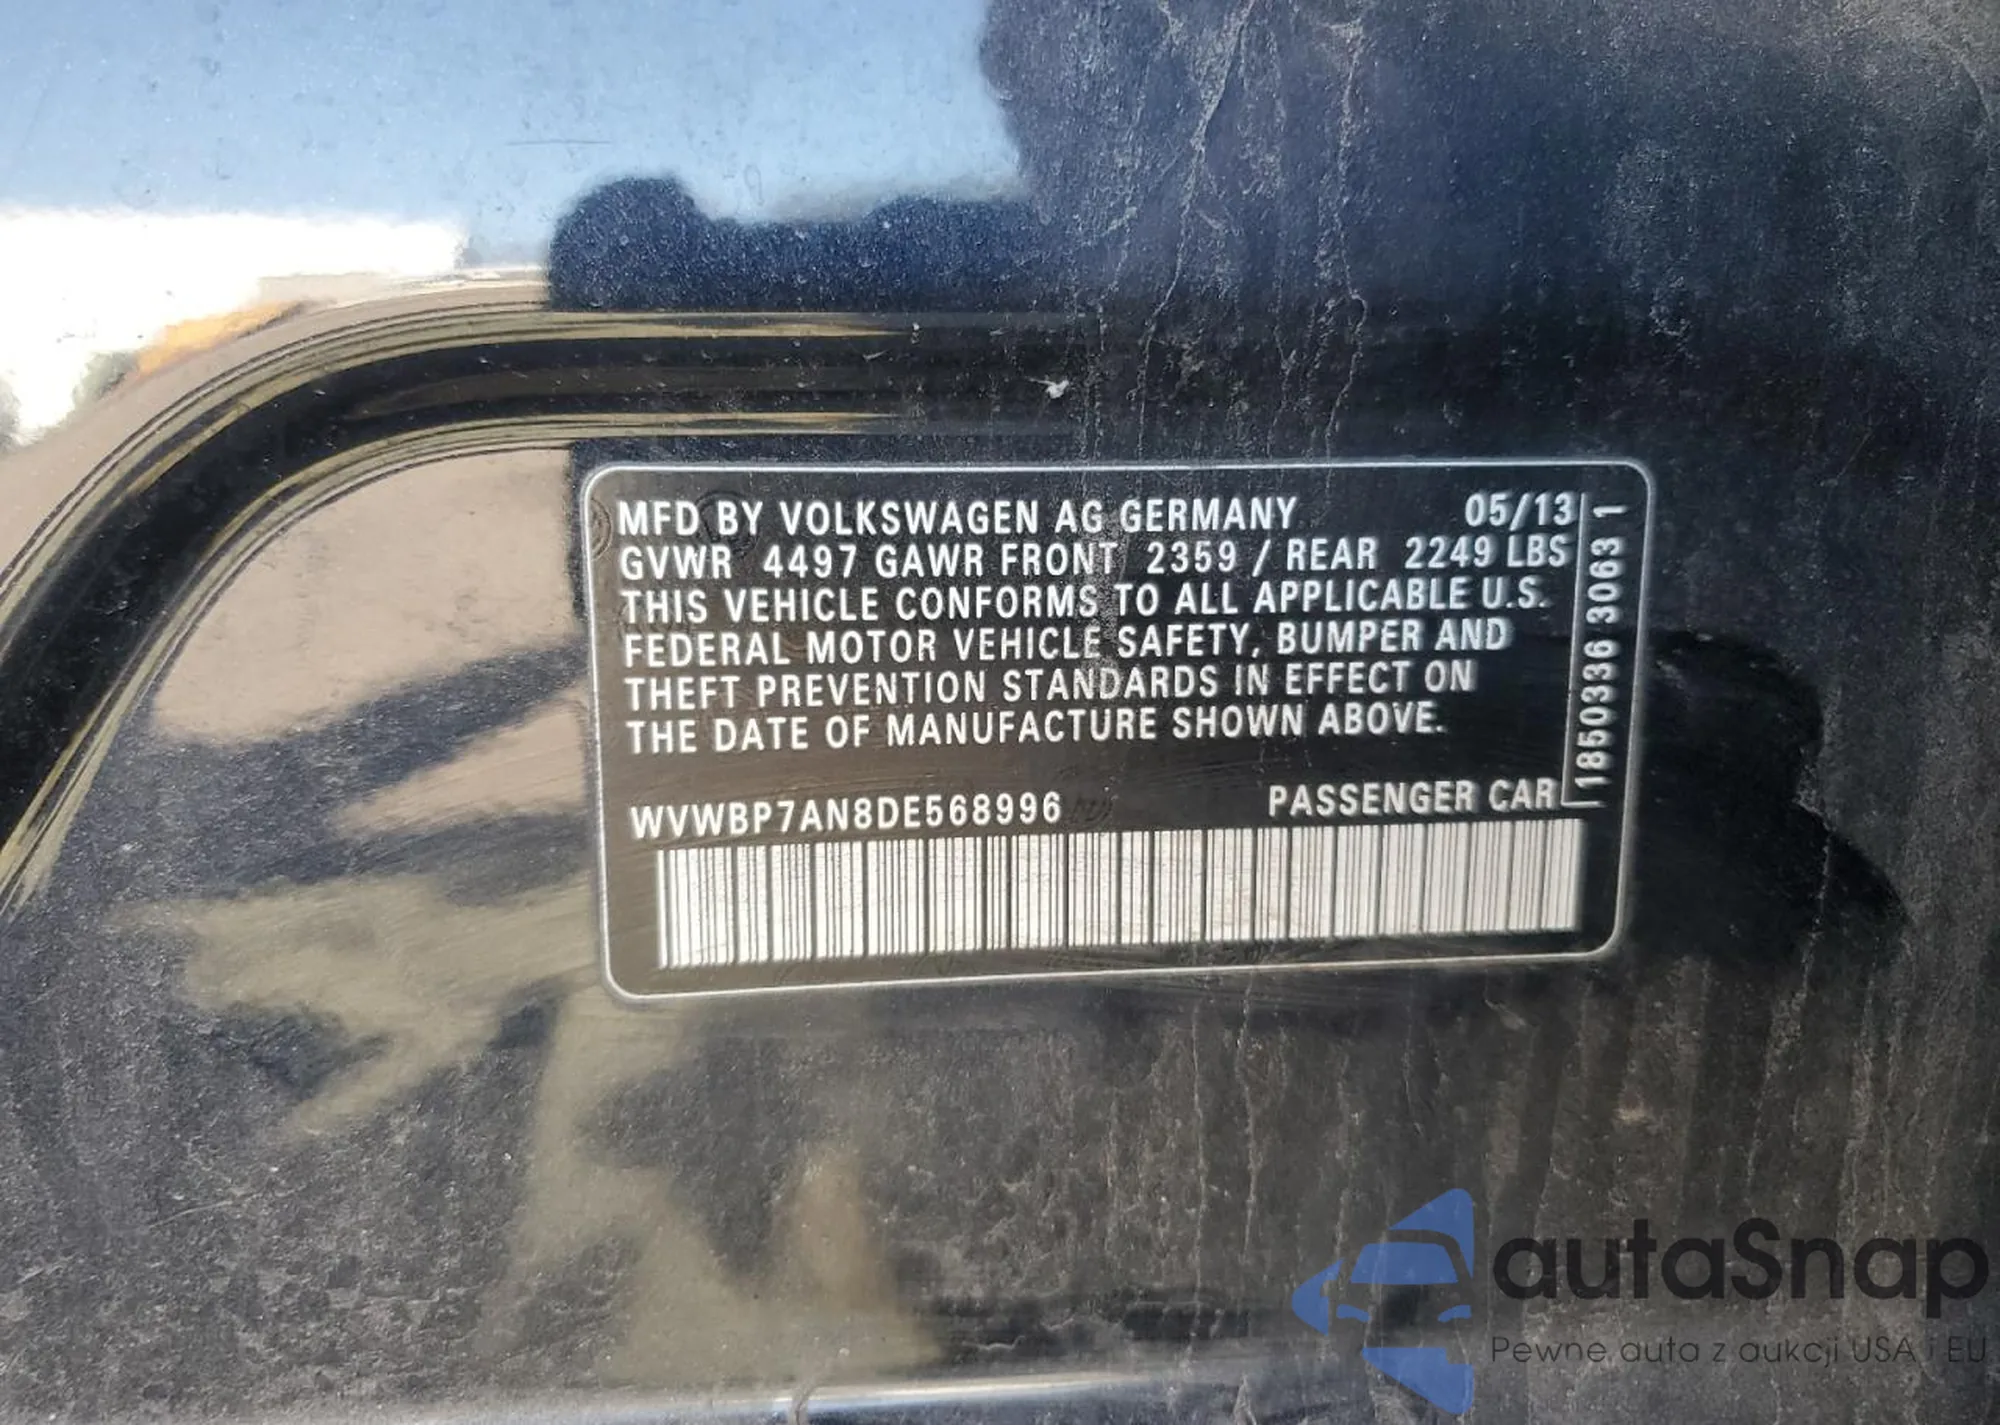 MFD BY VOLKSWAGEN AG GERMANY 05/13
GVWR 4497 GAWR FRONT 2359 / REAR 2249 LBS
THIS VEHICLE CONFORMS TO ALL APPLICABLE U.S.
FEDERAL MOTOR VEHICLE SAFETY, BUMPER AND
THEFT PREVENTION STANDARDS IN EFFECT ON
THE DATE OF MANUFACTURE SHOWN ABOVE.
WVWBP7AN8DE568996 PASSENGER CAR
1850336 3063 1
autaSnap
Pewne auta z aukcji USA i EU